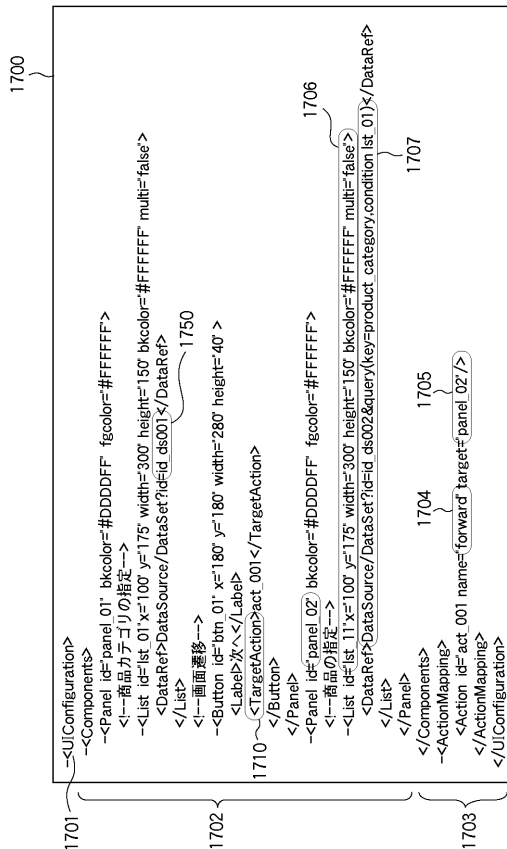 1700
1701
-<UIConfiguration>
1702
-<Components>
-<Panel id="panel_01" bkcolor="#DDDDFF" fgcolor="#FFFFFF">
<!--商品カテゴリの指定-->
-<List id="lst_01"x="100" y="175" width="300" height="150" bkcolor="#FFFFFF" multi="false">
<DataRef>DataSource/DataSet?id=id_ds001</DataRef>
1750
</List>
<!--画面遷移-->
-<Button id="btn_01" x="180" y="180" width="280" height="40" >
<Label>次へ</Label>
1710
<TargetAction>act_001</TargetAction>
</Button>
</Panel>
-<Panel id="panel_02" bkcolor="#DDDDFF" fgcolor="#FFFFFF">
<!--商品の指定-->
1706
-<List id="lst_11"x="100" y="175" width="300" height="150" bkcolor="#FFFFFF" multi="false">
<DataRef>DataSource/DataSet?id=id_ds002&query(key=product_category,condition lst_01)</DataRef>
1707
</List>
</Panel>
</Components>
1703
-<ActionMapping>
1704
1705
<Action id="act_001 name="forward" target="panel_02"/>
</ActionMapping>
</UIConfiguration>